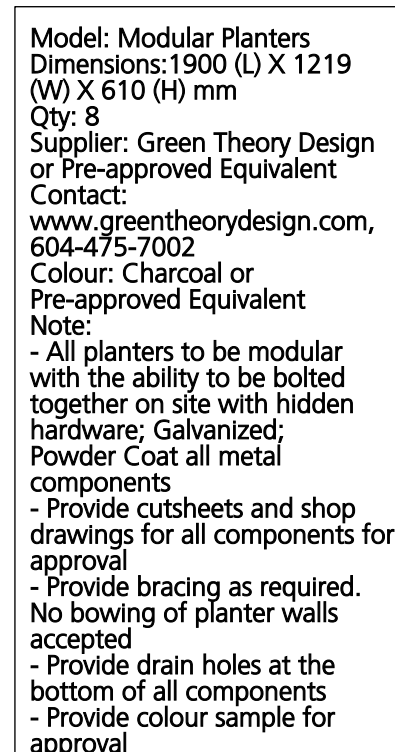 Model: Modular Planters
Dimensions:1900 (L) X 1219
(W) X 610 (H) mm
Qty: 8
Supplier: Green Theory Design
or Pre-approved Equivalent
Contact:
www.greentheorydesign.com,
604-475-7002
Colour: Charcoal or
Pre-approved Equivalent
Note:
- All planters to be modular
with the ability to be bolted
together on site with hidden
hardware; Galvanized;
Powder Coat all metal
components
- Provide cutsheets and shop
drawings for all components for
approval
- Provide bracing as required.
No bowing of planter walls
accepted
- Provide drain holes at the
bottom of all components
- Provide colour sample for
approval